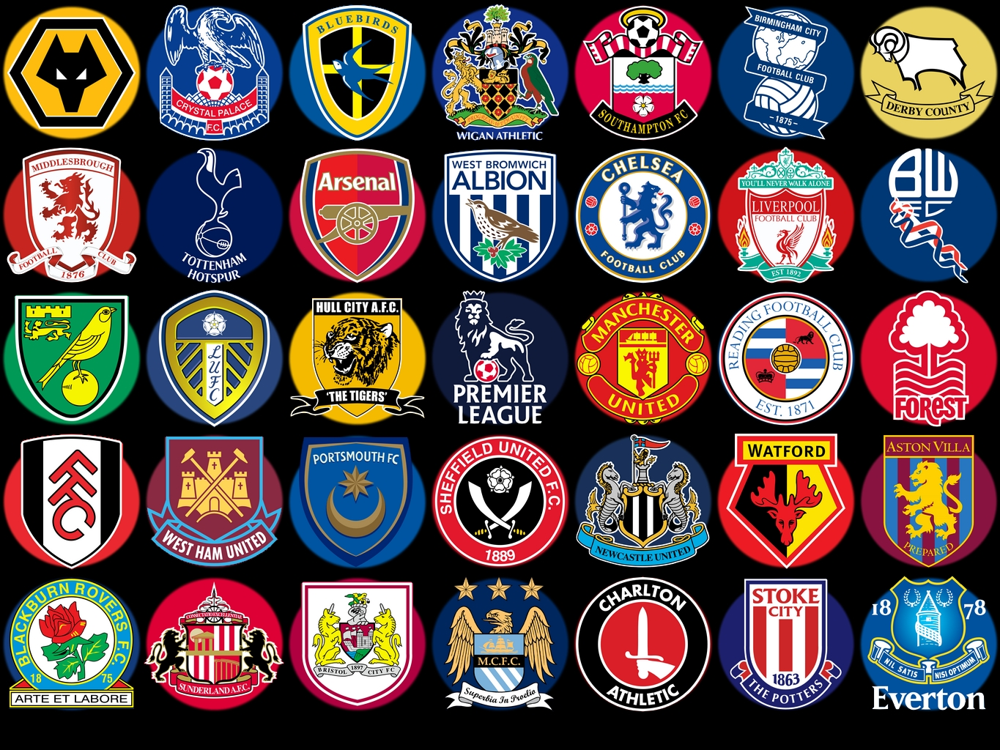 BLUEBIRDS
CRYSTAL PALACE
F.C.
WIGAN ATHLETIC
SOUTHAMPTON FC
BIRMINGHAM CITY
FOOTBALL CLUB
-1875-
DERBY COUNTY
MIDDLESBROUGH
FOOTBALL CLUB
1876
TOTTENHAM
HOTSPUR
Arsenal
WEST BROMWICH
ALBION
CHELSEA
FOOTBALL CLUB
YOU'LL NEVER WALK ALONE
LIVERPOOL
FOOTBALL CLUB
EST 1892
BW
FC
LUFC
HULL CITY A.F.C.
'THE TIGERS'
PREMIER
LEAGUE
MANCHESTER
UNITED
READING FOOTBALL CLUB
EST. 1871
FOREST
FFC
WEST HAM UNITED
PORTSMOUTH FC
SHEFFIELD UNITED F.C.
1889
NEWCASTLE UNITED
WATFORD
ASTON VILLA
PREPARED
BLACKBURN ROVERS F.C.
18 75
ARTE ET LABORE
CONSECTATIO EXCELLENTIAE
SUNDERLAND A.F.C.
BRISTOL 1897 CITY FC
M.C.F.C.
Superbia In Proelio
CHARLTON
ATHLETIC
STOKE
CITY
1863
THE POTTERS
18 78
NIL SATIS NISI OPTIMUM
Everton